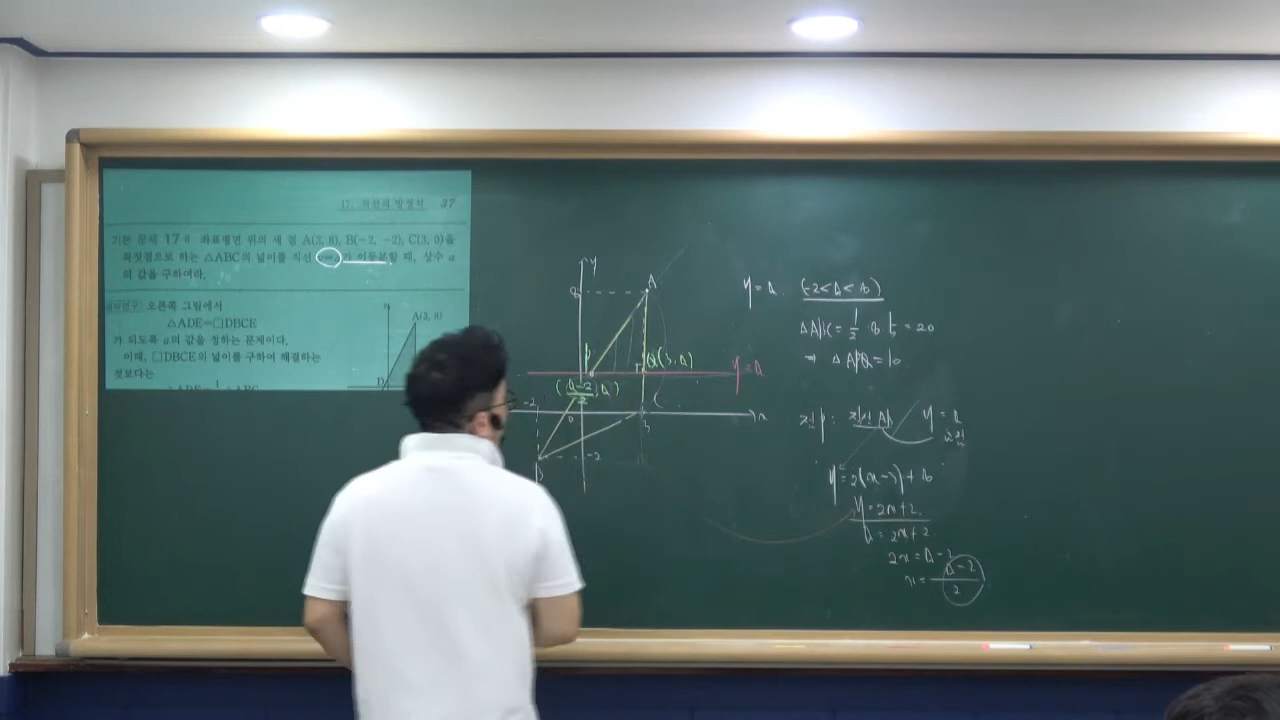 17. 직선의 방정식 37
기본 문제 17-8 좌표평면 위의 세 점 A(3, 8), B(-2, -2), C(3, 0)을
꼭짓점으로 하는 △ABC의 넓이를 직선 y=a가 이등분할 때, 상수 a
의 값을 구하여라.
오른쪽 그림에서
△ADE=□DBCE
가 되도록 a의 값을 정하는 문제이다.
이때, □DBCE의 넓이를 구하여 해결하는
것보다는
A(3, 8)
D
y
8
A
P
Q(3, a)
y=a
(a-2/2, a)
-2
0
C
3
x
-2
B
y=a. (-2<a<8)
△ABC=1/2·8·5=20
⇒ △APQ=10
점P: 직선AB y=a
y=2(x-3)+8
y=2x+2
a=2x+2
2x=a-2
x=a-2/2